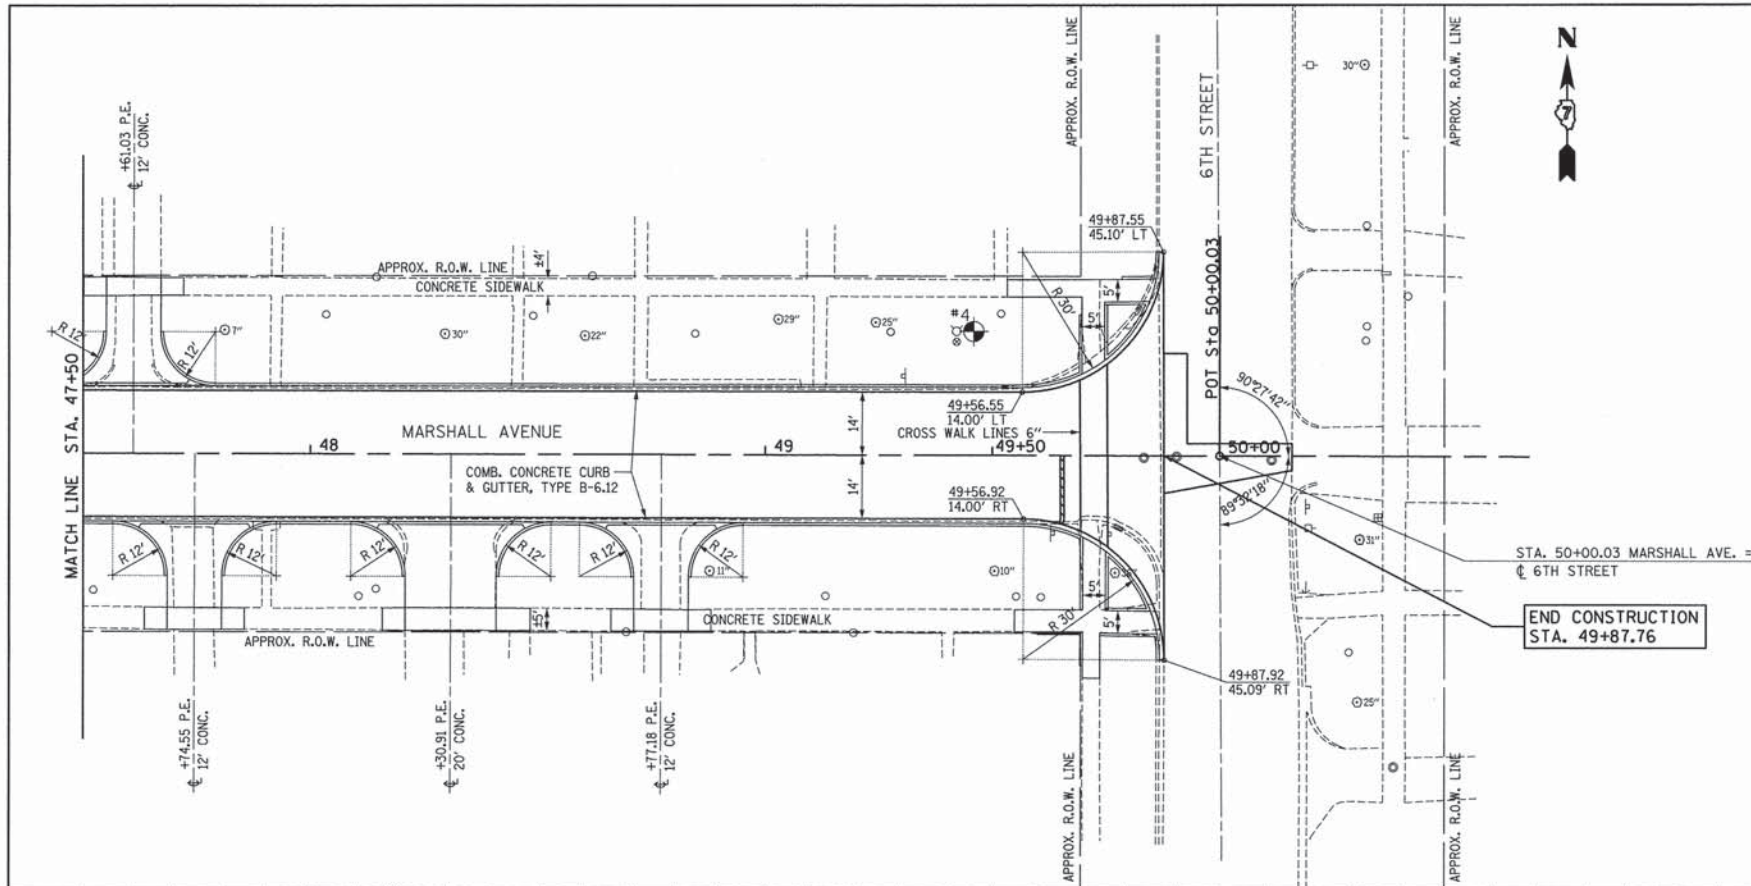 N
7
APPROX. R.O.W. LINE
6TH STREET
APPROX. R.O.W. LINE
30"
+61.03 P.E.
℄ 12' CONC.
POT Sta 50+00.03
49+87.55
45.10' LT
APPROX. R.O.W. LINE
±4'
CONCRETE SIDEWALK
R 30'
5'
5'
R 12'
7"
R 12'
30"
22"
29"
25"
#4
90°27'42"
49+56.55
14.00' LT
CROSS WALK LINES 6"
MATCH LINE STA. 47+50
MARSHALL AVENUE
14'
48
49
49+50
50+00
COMB. CONCRETE CURB
& GUTTER, TYPE B-6.12
14'
49+56.92
14.00' RT
89°32'18"
R 12'
R 12'
R 12'
R 12'
R 12'
R 12'
11"
10"
31"
STA. 50+00.03 MARSHALL AVE. =
℄ 6TH STREET
5'
R 30'
5'
±5'
CONCRETE SIDEWALK
APPROX. R.O.W. LINE
END CONSTRUCTION
STA. 49+87.76
49+87.92
45.09' RT
25"
+74.55 P.E.
℄ 12' CONC.
+30.91 P.E.
℄ 20' CONC.
+77.18 P.E.
℄ 12' CONC.
APPROX. R.O.W. LINE
APPROX. R.O.W. LINE